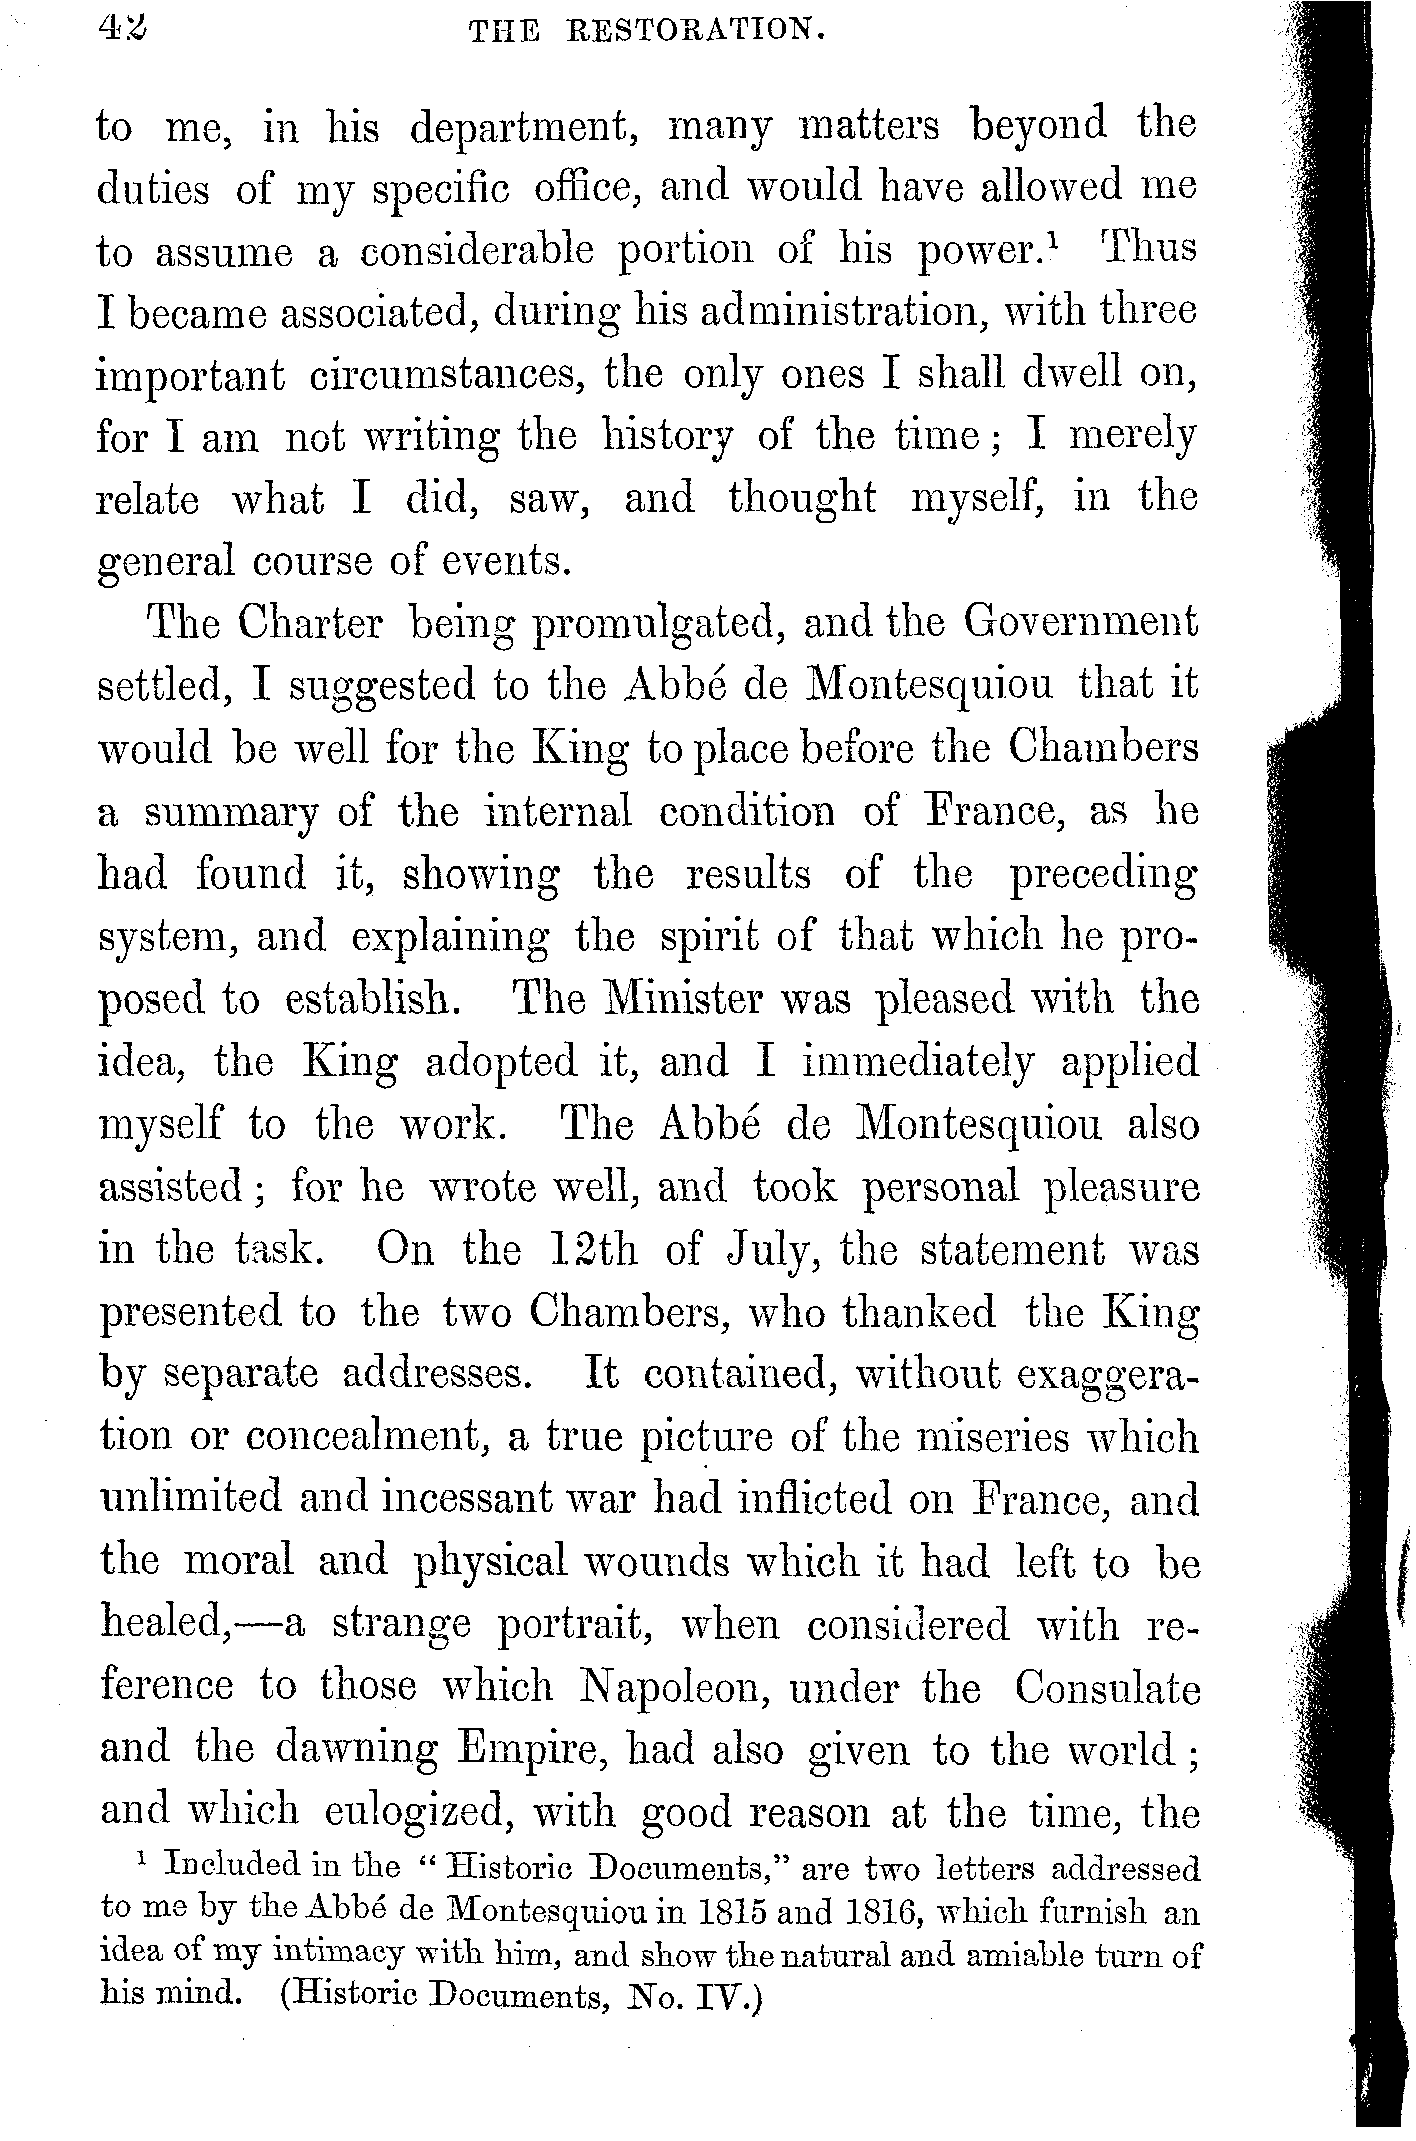 42 THE RESTORATION.
to me, in his department, many matters beyond the
duties of my specific office, and would have allowed me
to assume a considerable portion of his power.¹ Thus
I became associated, during his administration, with three
important circumstances, the only ones I shall dwell on,
for I am not writing the history of the time; I merely
relate what I did, saw, and thought myself, in the
general course of events.
The Charter being promulgated, and the Government
settled, I suggested to the Abbé de Montesquiou that it
would be well for the King to place before the Chambers
a summary of the internal condition of France, as he
had found it, showing the results of the preceding
system, and explaining the spirit of that which he pro-
posed to establish. The Minister was pleased with the
idea, the King adopted it, and I immediately applied
myself to the work. The Abbé de Montesquiou also
assisted; for he wrote well, and took personal pleasure
in the task. On the 12th of July, the statement was
presented to the two Chambers, who thanked the King
by separate addresses. It contained, without exaggera-
tion or concealment, a true picture of the miseries which
unlimited and incessant war had inflicted on France, and
the moral and physical wounds which it had left to be
healed,—a strange portrait, when considered with re-
ference to those which Napoleon, under the Consulate
and the dawning Empire, had also given to the world;
and which eulogized, with good reason at the time, the
¹ Included in the "Historic Documents," are two letters addressed
to me by the Abbé de Montesquiou in 1815 and 1816, which furnish an
idea of my intimacy with him, and show the natural and amiable turn of
his mind. (Historic Documents, No. IV.)